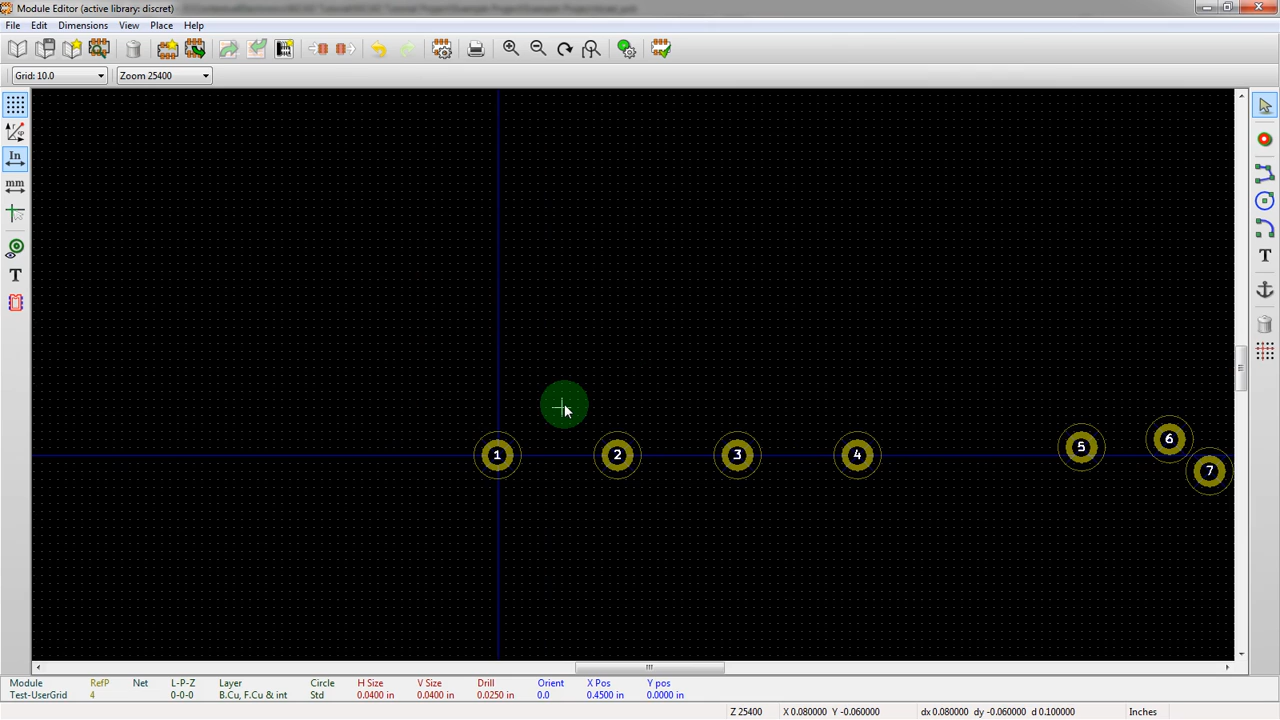 Module Editor (active library: discret)
File Edit Dimensions View Place Help
Grid: 10.0 Zoom 25400
In
mm
T
T
1 2 3 4 5 6 7
Module RefP Net L-P-Z Layer Circle H Size V Size Drill Orient X Pos Y pos
Test-UserGrid 4 0-0-0 B.Cu, F.Cu & int Std 0.0400 in 0.0400 in 0.0250 in 0.0 0.4500 in 0.0000 in
Z 25400 X 0.080000 Y -0.060000 dx 0.080000 dy -0.060000 d 0.100000 Inches